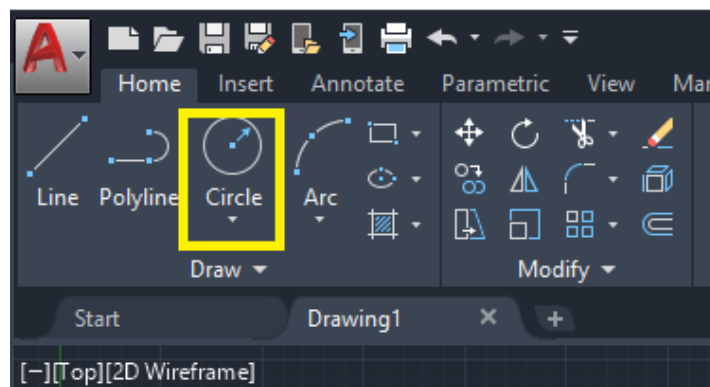 A
Home Insert Annotate Parametric View Ma
Line Polyline Circle Arc
Draw Modify
Start Drawing1
[−][Top][2D Wireframe]